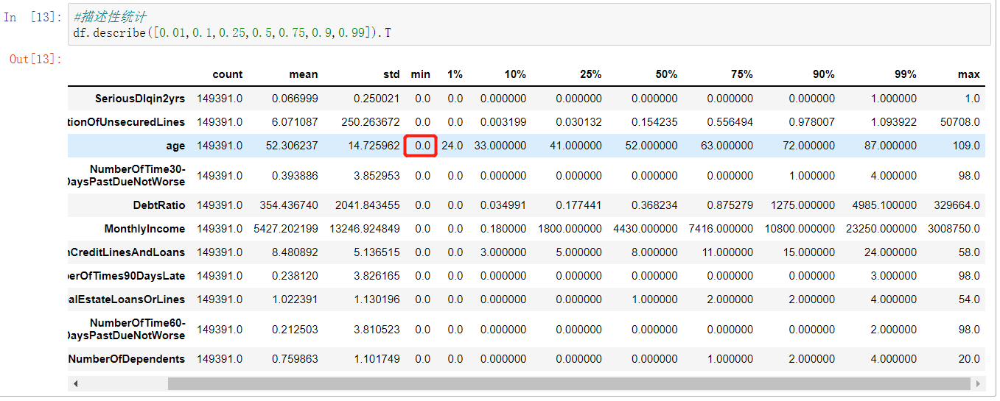 In [13]: #描述性统计
df.describe([0.01,0.1,0.25,0.5,0.75,0.9,0.99]).T
Out[13]:
count mean std min 1% 10% 25% 50% 75% 90% 99% max
SeriousDlqin2yrs 149391.0 0.066999 0.250021 0.0 0.0 0.000000 0.000000 0.000000 0.000000 0.000000 1.000000 1.0
tionOfUnsecuredLines 149391.0 6.071087 250.263672 0.0 0.0 0.003199 0.030132 0.154235 0.556494 0.978007 1.093922 50708.0
age 149391.0 52.306237 14.725962 0.0 24.0 33.000000 41.000000 52.000000 63.000000 72.000000 87.000000 109.0
NumberOfTime30-
DaysPastDueNotWorse 149391.0 0.393886 3.852953 0.0 0.0 0.000000 0.000000 0.000000 0.000000 1.000000 4.000000 98.0
DebtRatio 149391.0 354.436740 2041.843455 0.0 0.0 0.034991 0.177441 0.368234 0.875279 1275.000000 4985.100000 329664.0
MonthlyIncome 149391.0 5427.202199 13246.924849 0.0 0.0 0.180000 1800.000000 4430.000000 7416.000000 10800.000000 23250.000000 3008750.0
nCreditLinesAndLoans 149391.0 8.480892 5.136515 0.0 0.0 3.000000 5.000000 8.000000 11.000000 15.000000 24.000000 58.0
berOfTimes90DaysLate 149391.0 0.238120 3.826165 0.0 0.0 0.000000 0.000000 0.000000 0.000000 0.000000 3.000000 98.0
alEstateLoansOrLines 149391.0 1.022391 1.130196 0.0 0.0 0.000000 0.000000 1.000000 2.000000 2.000000 4.000000 54.0
NumberOfTime60-
DaysPastDueNotWorse 149391.0 0.212503 3.810523 0.0 0.0 0.000000 0.000000 0.000000 0.000000 0.000000 2.000000 98.0
NumberOfDependents 149391.0 0.759863 1.101749 0.0 0.0 0.000000 0.000000 0.000000 1.000000 2.000000 4.000000 20.0